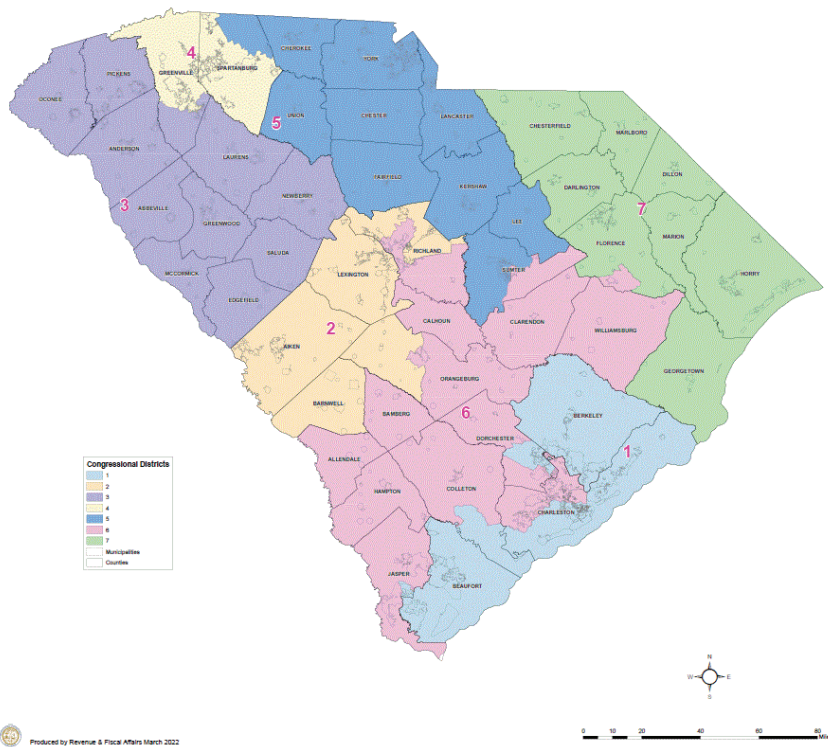 4
CHEROKEE
YORK
SPARTANBURG
GREENVILLE
PICKENS
OCONEE
5
UNION
CHESTER
LANCASTER
CHESTERFIELD
MARLBORO
ANDERSON
LAURENS
DILLON
FAIRFIELD
KERSHAW
DARLINGTON
NEWBERRY
3
ABBEVILLE
7
GREENWOOD
LEE
MARION
FLORENCE
RICHLAND
SALUDA
SUMTER
HORRY
MCCORMICK
LEXINGTON
EDGEFIELD
CALHOUN
CLARENDON
WILLIAMSBURG
2
AIKEN
GEORGETOWN
ORANGEBURG
BARNWELL
BAMBERG
6
BERKELEY
DORCHESTER
1
ALLENDALE
HAMPTON
COLLETON
CHARLESTON
JASPER
BEAUFORT
Congressional Districts
1
2
3
4
5
6
7
Municipalities
Counties
N
W
E
S
0 10 20 40 60 80
Produced by Revenue & Fiscal Affairs March 2022